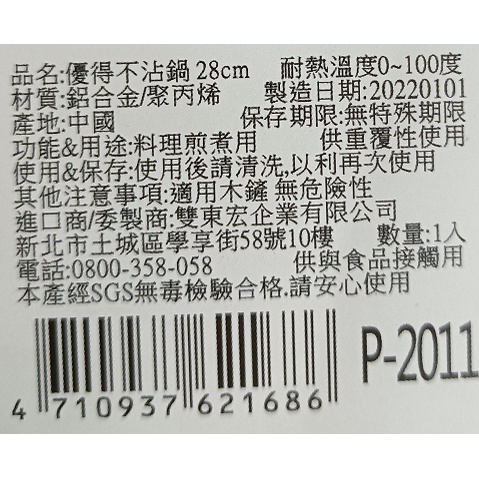 品名:優得不沾鍋 28cm 耐熱溫度0~100度
材質:鋁合金/聚丙烯 製造日期:20220101
產地:中國 保存期限:無特殊期限
功能&用途:料理煎煮用 供重覆性使用
使用&保存:使用後請清洗,以利再次使用
其他注意事項:適用木鏟 無危險性
進口商/委製商:雙東宏企業有限公司
新北市土城區學享街58號10樓 數量:1入
電話:0800-358-058 供與食品接觸用
本產經SGS無毒檢驗合格.請安心使用
P-2011
4 710937 621686